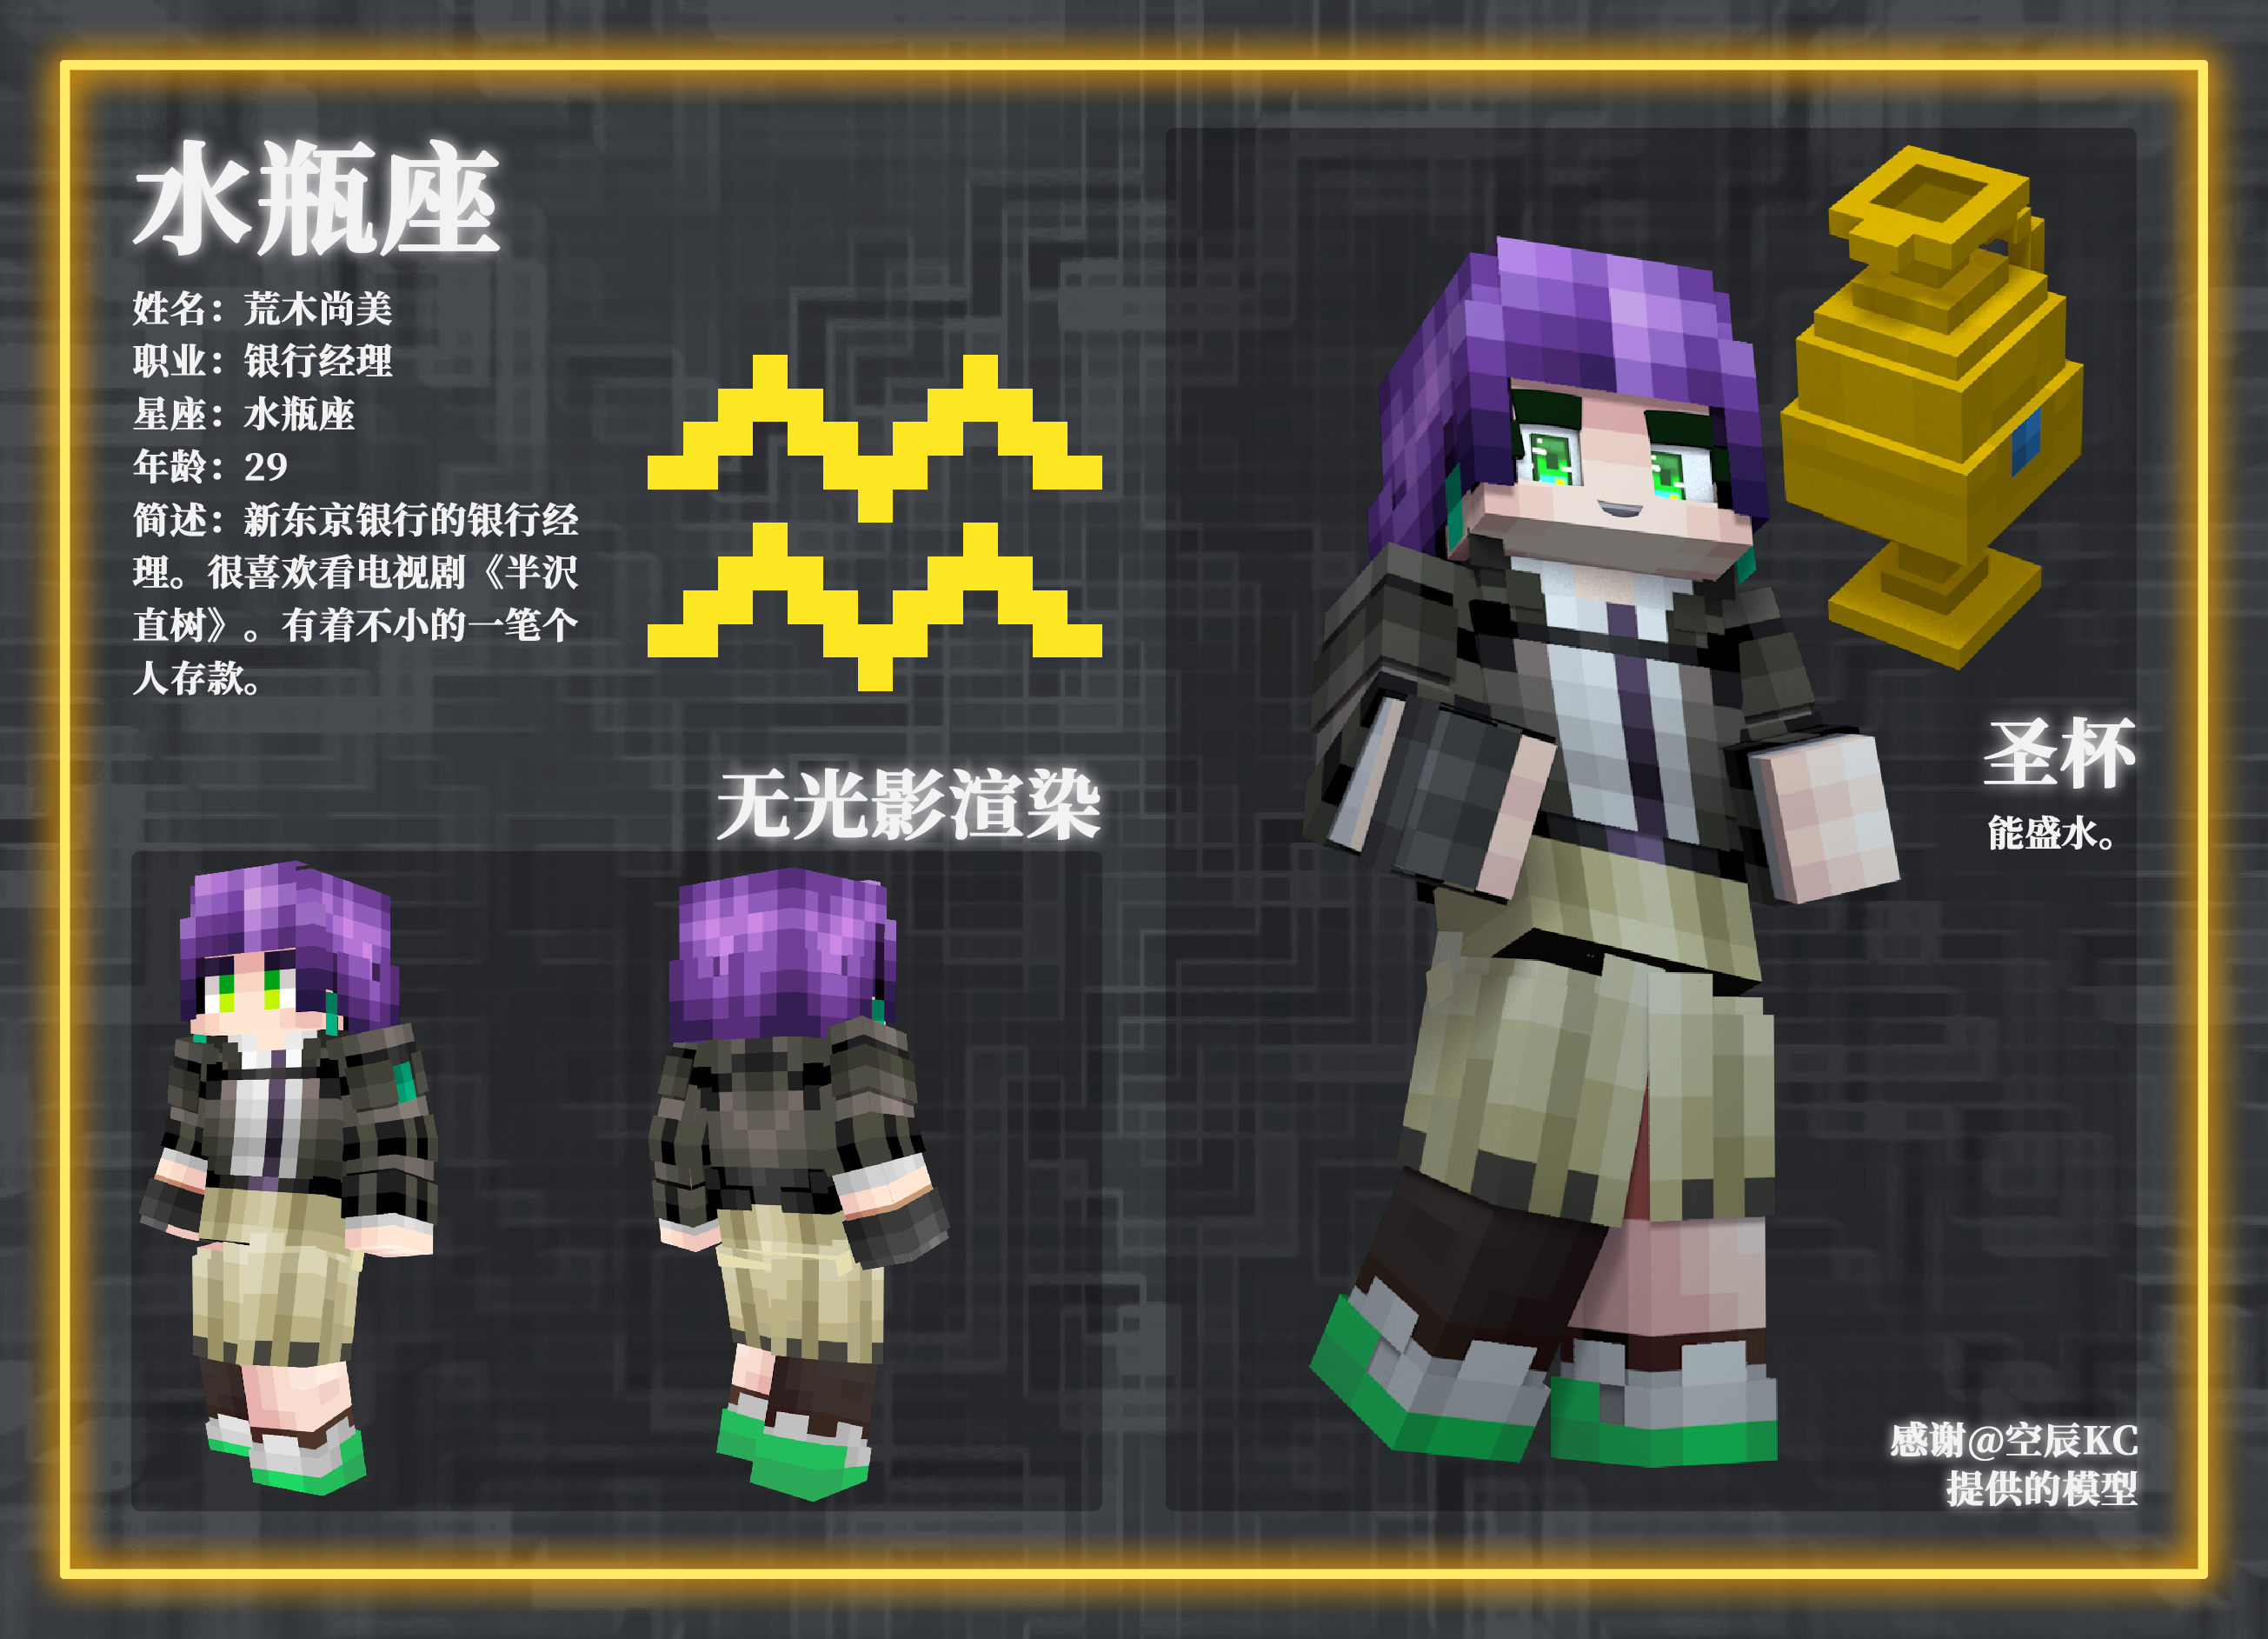 水瓶座
姓名：荒木尚美
职业：银行经理
星座：水瓶座
年龄：29
简述：新东京银行的银行经
理。很喜欢看电视剧《半沢
直树》。有着不小的一笔个
人存款。
无光影渲染
圣杯
能盛水。
感谢@空辰KC
提供的模型